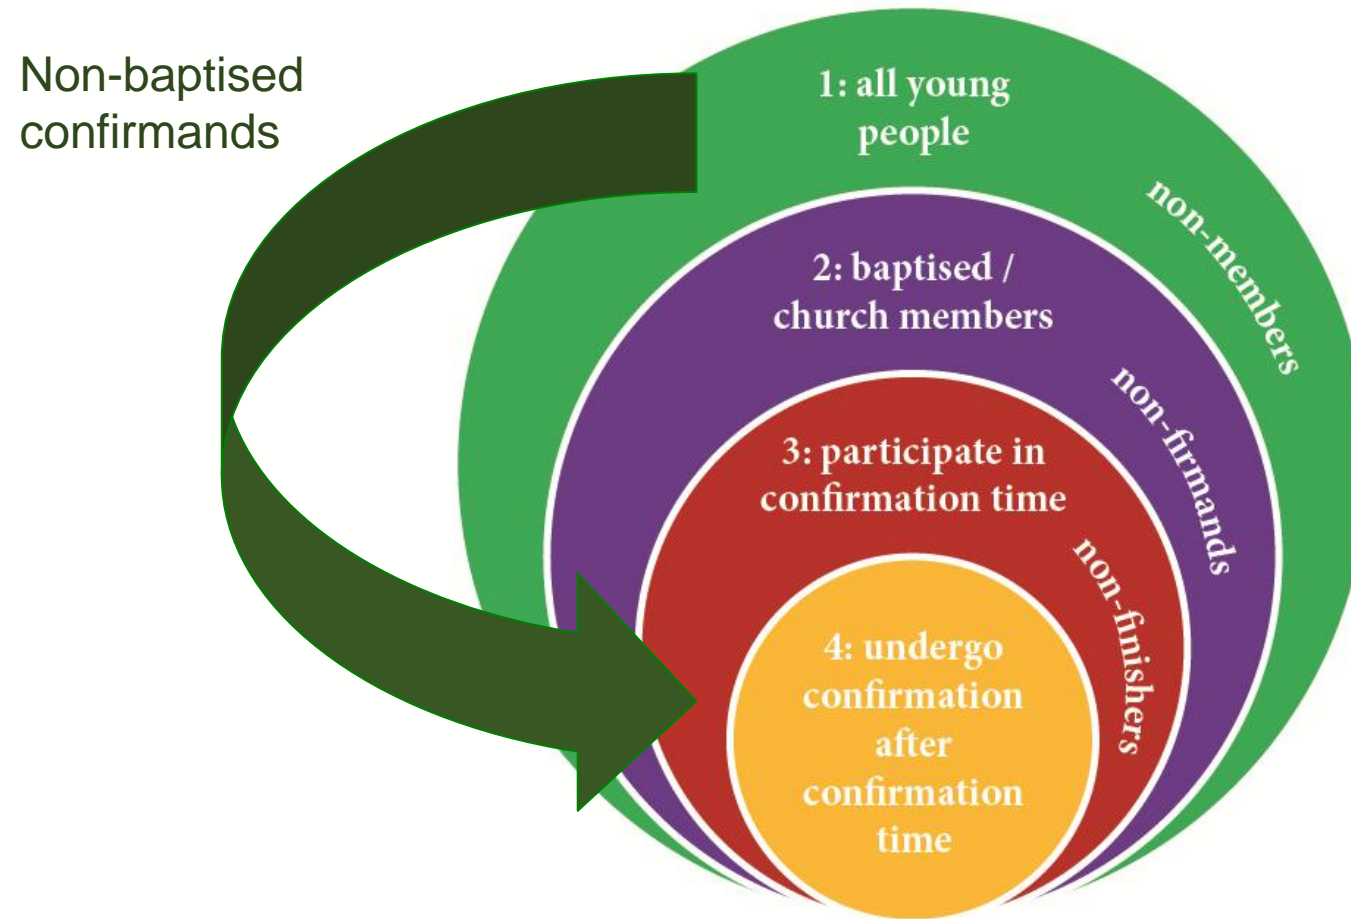 Non-baptised
confirmands
1: all young
people
non-members
2: baptised /
church members
non-firmands
3: participate in
confirmation time
non-finishers
4: undergo
confirmation
after
confirmation
time